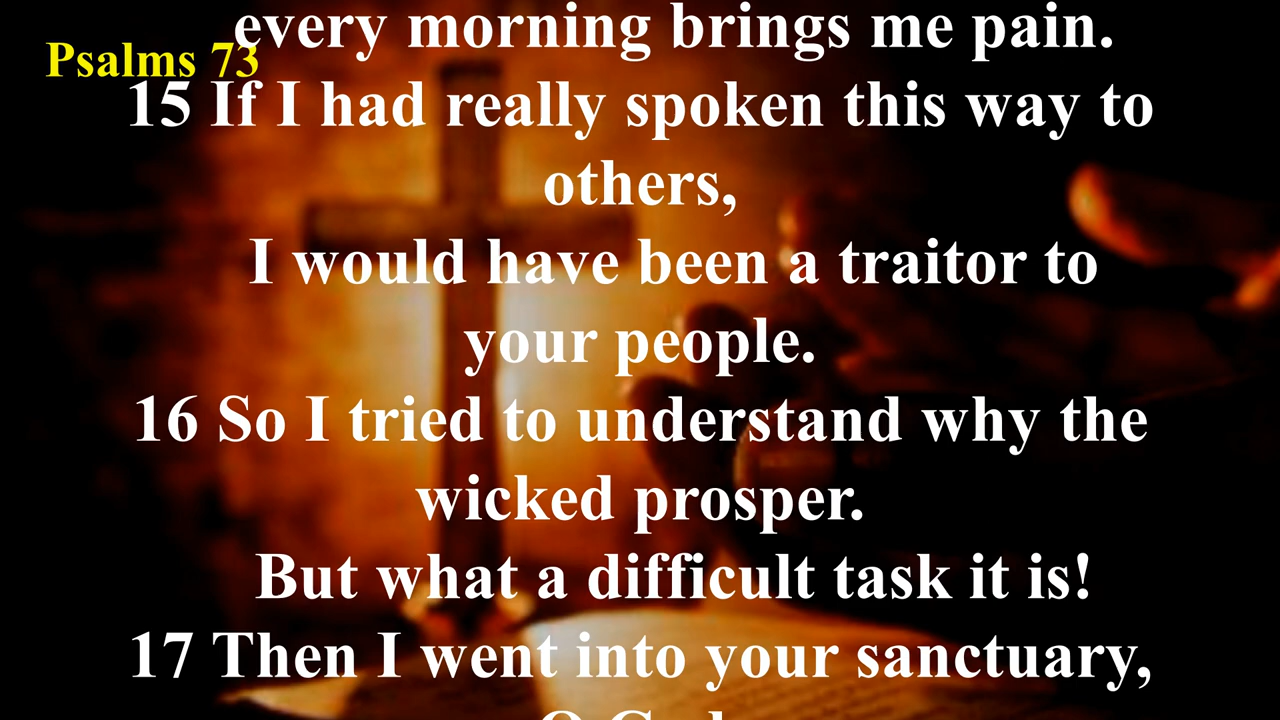 every morning brings me pain.
Psalms 73
15 If I had really spoken this way to
others,
I would have been a traitor to
your people.
16 So I tried to understand why the
wicked prosper.
But what a difficult task it is!
17 Then I went into your sanctuary,
O God,